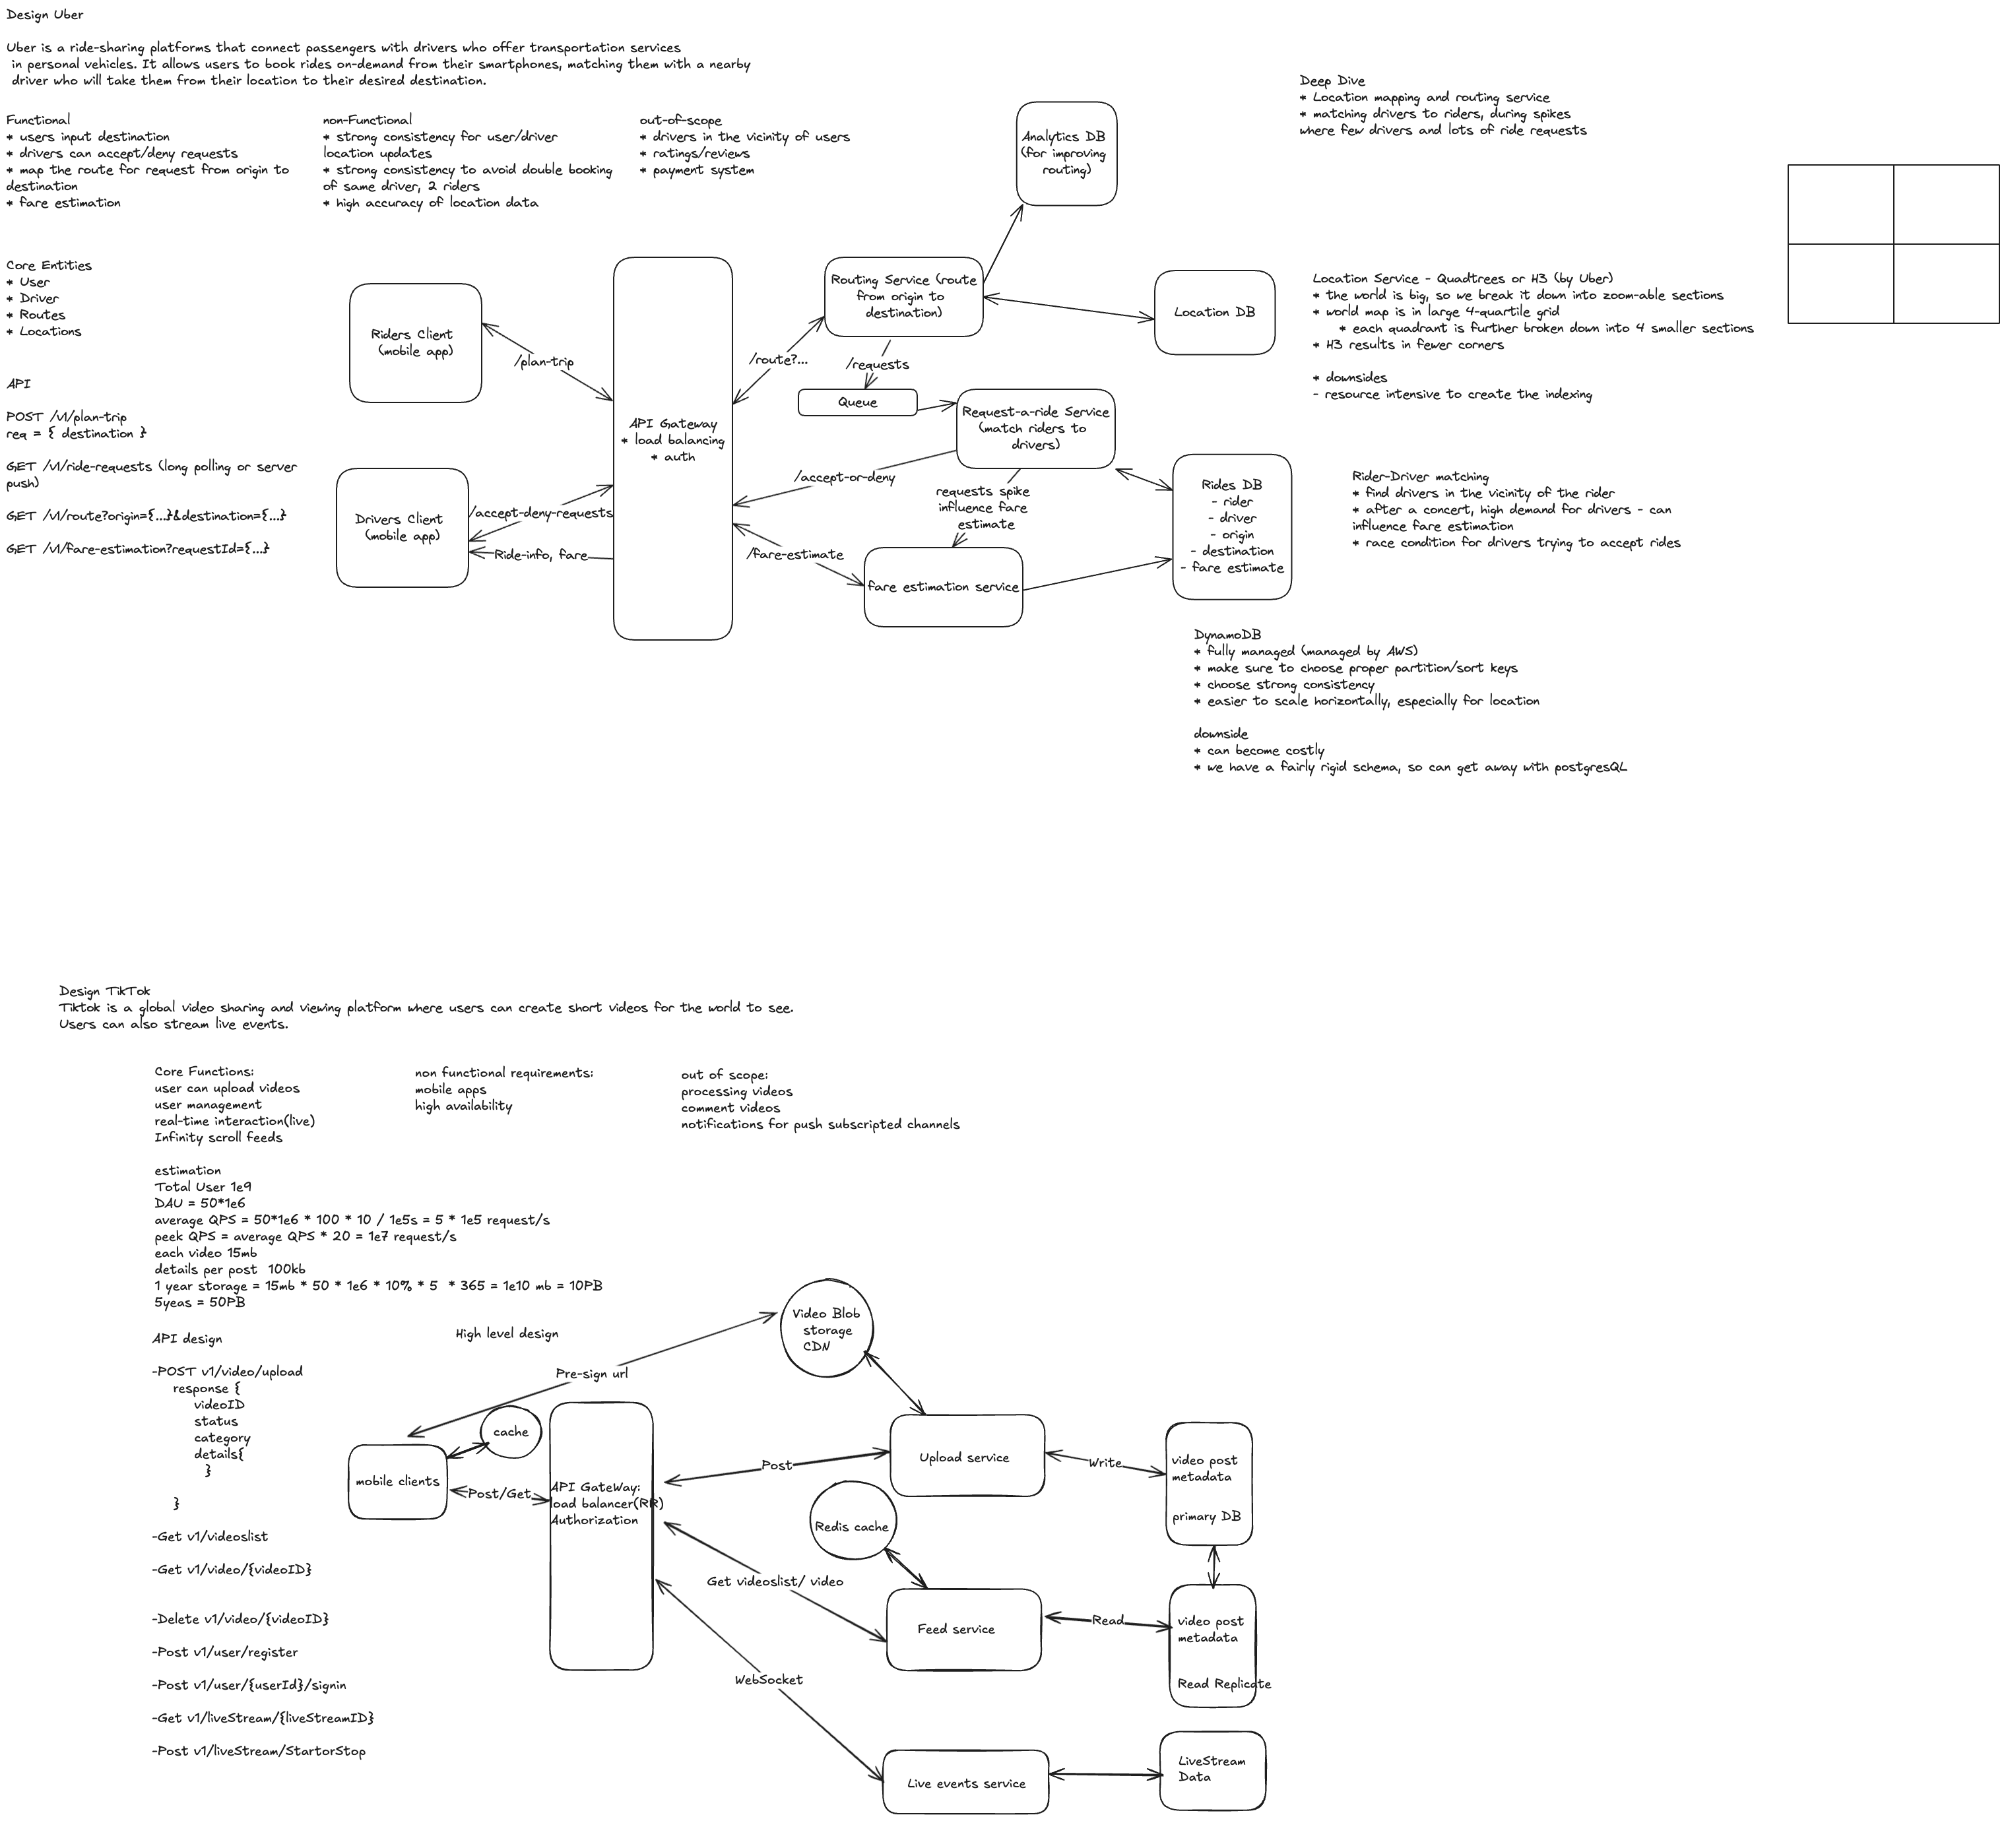 Design Uber
Uber is a ride-sharing platforms that connect passengers with drivers who offer transportation services
in personal vehicles. It allows users to book rides on-demand from their smartphones, matching them with a nearby
driver who will take them from their location to their desired destination.
Functional
* users input destination
* drivers can accept/deny requests
* map the route for request from origin to
destination
* fare estimation
non-Functional
* strong consistency for user/driver
location updates
* strong consistency to avoid double booking
of same driver, 2 riders
* high accuracy of location data
out-of-scope
* drivers in the vicinity of users
* ratings/reviews
* payment system
Core Entities
* User
* Driver
* Routes
* Locations
API
POST /v1/plan-trip
req = { destination }
GET /v1/ride-requests (long polling or server
push)
GET /v1/route?origin={...}&destination={...}
GET /v1/fare-estimation?requestId={...}
Riders Client
(mobile app)
/plan-trip
Drivers Client
(mobile app)
/accept-deny-requests
Ride-info, fare
API Gateway
* load balancing
* auth
/route?...
Routing Service (route
from origin to
destination)
Analytics DB
(for improving
routing)
Location DB
/requests
Queue
Request-a-ride Service
(match riders to
drivers)
/accept-or-deny
requests spike
influence fare
estimate
/fare-estimate
fare estimation service
Rides DB
- rider
- driver
- origin
- destination
- fare estimate
Deep Dive
* Location mapping and routing service
* matching drivers to riders, during spikes
where few drivers and lots of ride requests
Location Service - Quadtrees or H3 (by Uber)
* the world is big, so we break it down into zoom-able sections
* world map is in large 4-quartile grid
* each quadrant is further broken down into 4 smaller sections
* H3 results in fewer corners
* downsides
- resource intensive to create the indexing
Rider-Driver matching
* find drivers in the vicinity of the rider
* after a concert, high demand for drivers - can
influence fare estimation
* race condition for drivers trying to accept rides
DynamoDB
* fully managed (managed by AWS)
* make sure to choose proper partition/sort keys
* choose strong consistency
* easier to scale horizontally, especially for location
downside
* can become costly
* we have a fairly rigid schema, so can get away with postgresQL
Design TikTok
Tiktok is a global video sharing and viewing platform where users can create short videos for the world to see.
Users can also stream live events.
Core Functions:
user can upload videos
user management
real-time interaction(live)
Infinity scroll feeds
non functional requirements:
mobile apps
high availability
out of scope:
processing videos
comment videos
notifications for push subscripted channels
estimation
Total User 1e9
DAU = 50*1e6
average QPS = 50*1e6 * 100 * 10 / 1e5s = 5 * 1e5 request/s
peek QPS = average QPS * 20 = 1e7 request/s
each video 15mb
details per post  100kb
1 year storage = 15mb * 50 * 1e6 * 10% * 5  * 365 = 1e10 mb = 10PB
5yeas = 50PB
API design
-POST v1/video/upload
response {
videoID
status
category
details{
}
}
-Get v1/videoslist
-Get v1/video/{videoID}
-Delete v1/video/{videoID}
-Post v1/user/register
-Post v1/user/{userId}/signin
-Get v1/liveStream/{liveStreamID}
-Post v1/liveStream/StartorStop
High level design
Pre-sign url
Video Blob
storage
CDN
cache
mobile clients
Post/Get
API GateWay:
load balancer(RR)
Authorization
Post
Upload service
Write
video post
metadata
primary DB
Redis cache
Get videoslist/ video
Feed service
Read
video post
metadata
Read Replicate
WebSocket
Live events service
LiveStream
Data